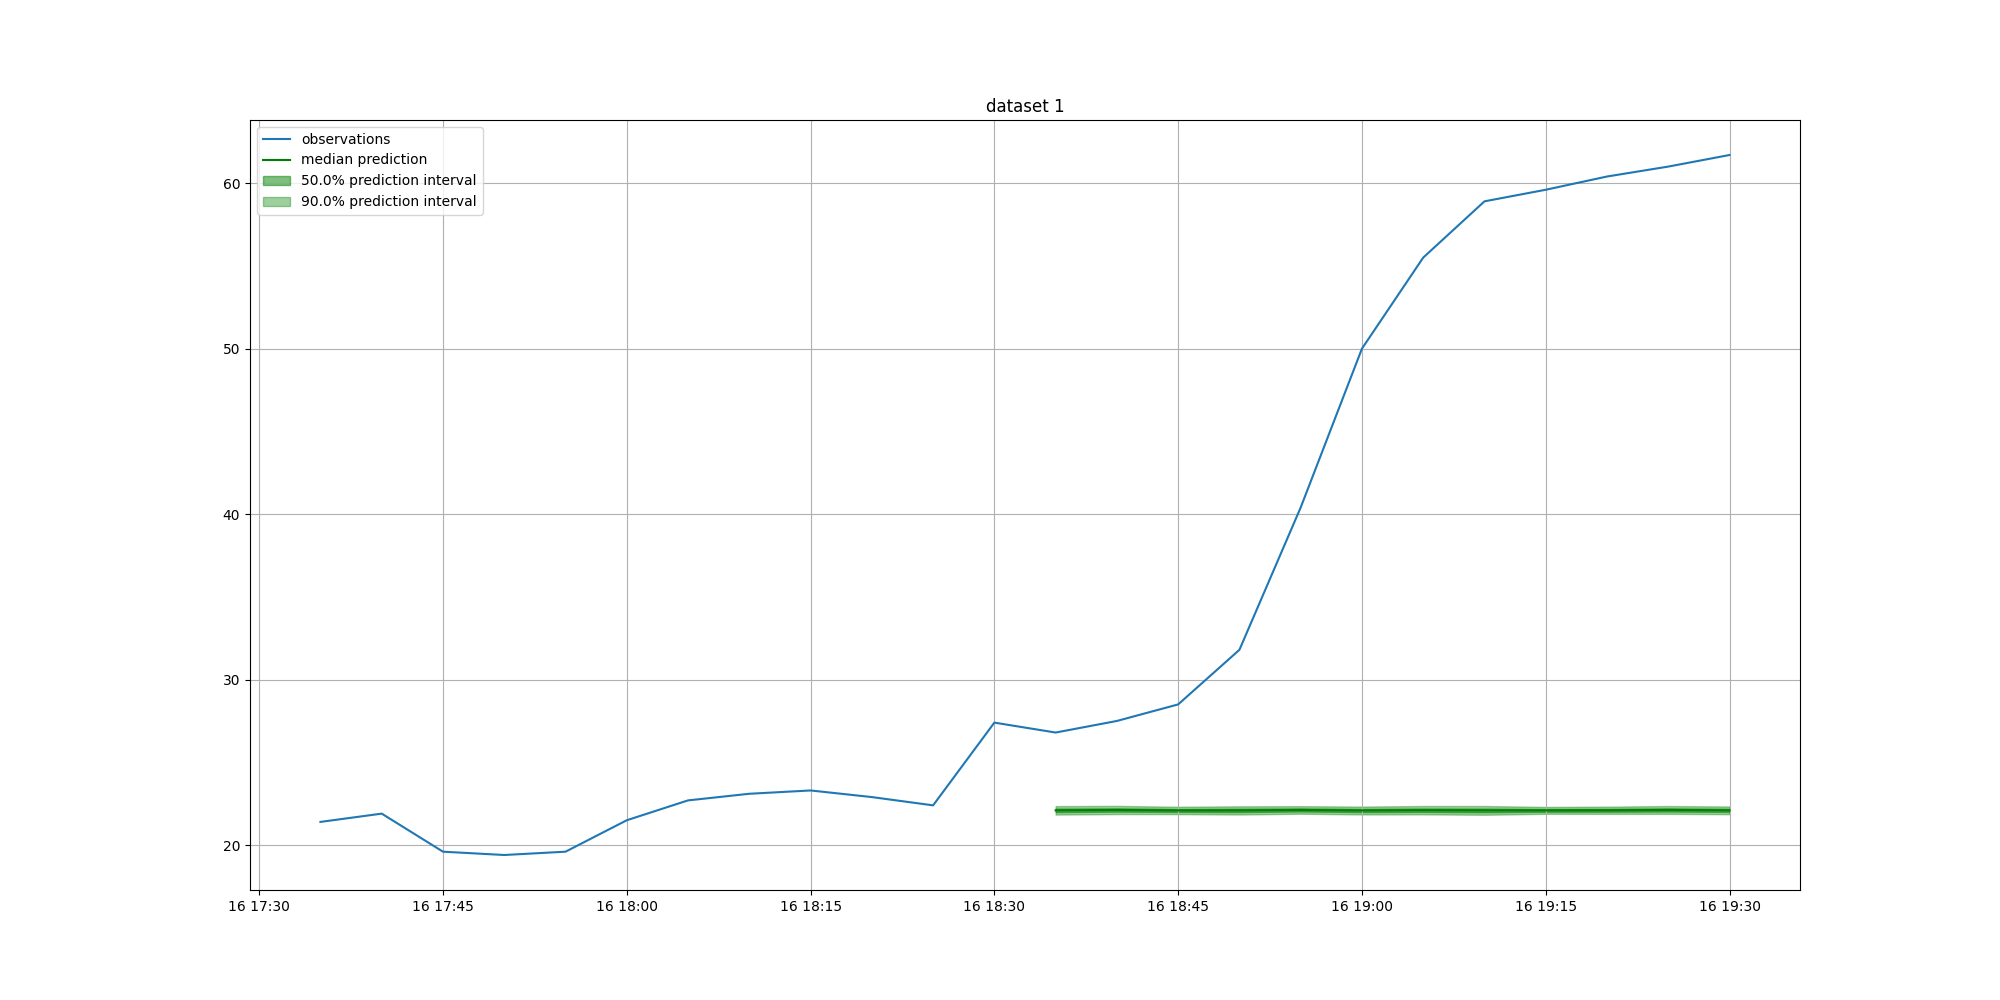 dataset 1
observations
median prediction
50.0% prediction interval
90.0% prediction interval
60
50
40
30
20
16 17:30 16 17:45 16 18:00 16 18:15 16 18:30 16 18:45 16 19:00 16 19:15 16 19:30